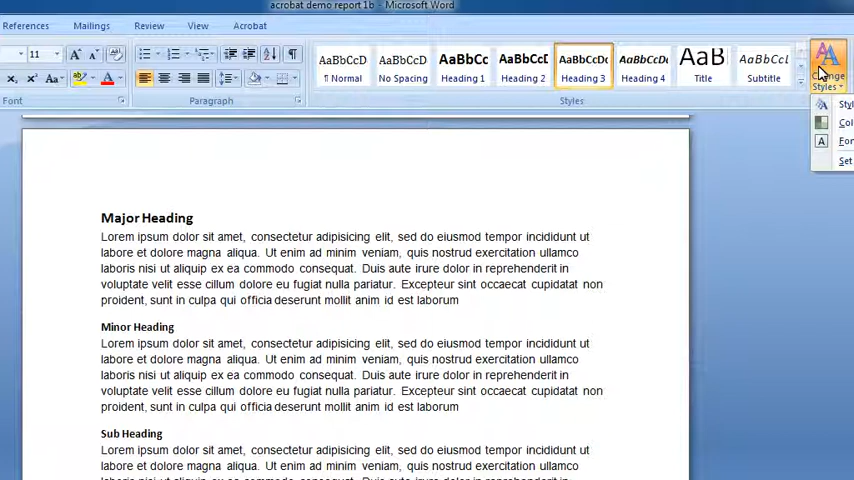 acrobat demo report 1b - Microsoft Word
References Mailings Review View Acrobat
11
AaBbCcD AaBbCcD AaBbCc AaBbCcD AaBbCcDc AaBbCcDc AaB AaBbCcL
¶ Normal No Spacing Heading 1 Heading 2 Heading 3 Heading 4 Title Subtitle
Change
Styles
Font Paragraph Styles
Styl
Col
Fon
Set
Major Heading
Lorem ipsum dolor sit amet, consectetur adipisicing elit, sed do eiusmod tempor incididunt ut
labore et dolore magna aliqua. Ut enim ad minim veniam, quis nostrud exercitation ullamco
laboris nisi ut aliquip ex ea commodo consequat. Duis aute irure dolor in reprehenderit in
voluptate velit esse cillum dolore eu fugiat nulla pariatur. Excepteur sint occaecat cupidatat non
proident, sunt in culpa qui officia deserunt mollit anim id est laborum
Minor Heading
Lorem ipsum dolor sit amet, consectetur adipisicing elit, sed do eiusmod tempor incididunt ut
labore et dolore magna aliqua. Ut enim ad minim veniam, quis nostrud exercitation ullamco
laboris nisi ut aliquip ex ea commodo consequat. Duis aute irure dolor in reprehenderit in
voluptate velit esse cillum dolore eu fugiat nulla pariatur. Excepteur sint occaecat cupidatat non
proident, sunt in culpa qui officia deserunt mollit anim id est laborum
Sub Heading
Lorem ipsum dolor sit amet, consectetur adipisicing elit, sed do eiusmod tempor incididunt ut
labore et dolore magna aliqua. Ut enim ad minim veniam, quis nostrud exercitation ullamco